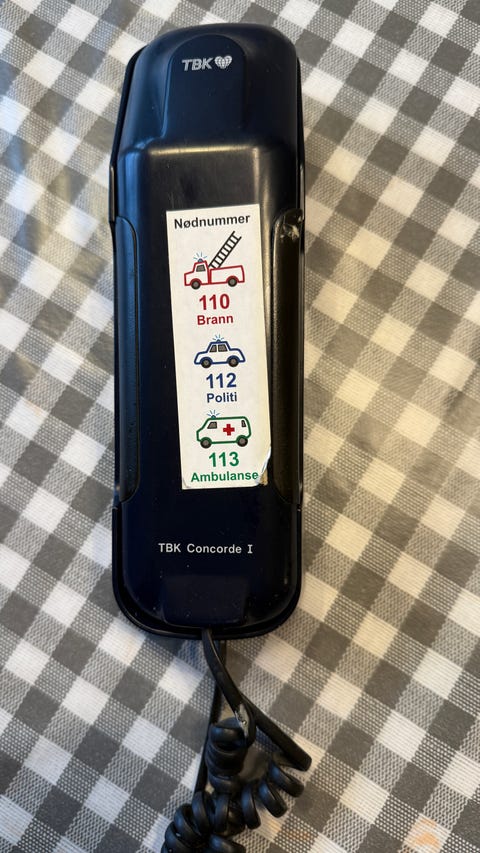 TBK
Nødnummer
110
Brann
112
Politi
113
Ambulanse
TBK Concorde I